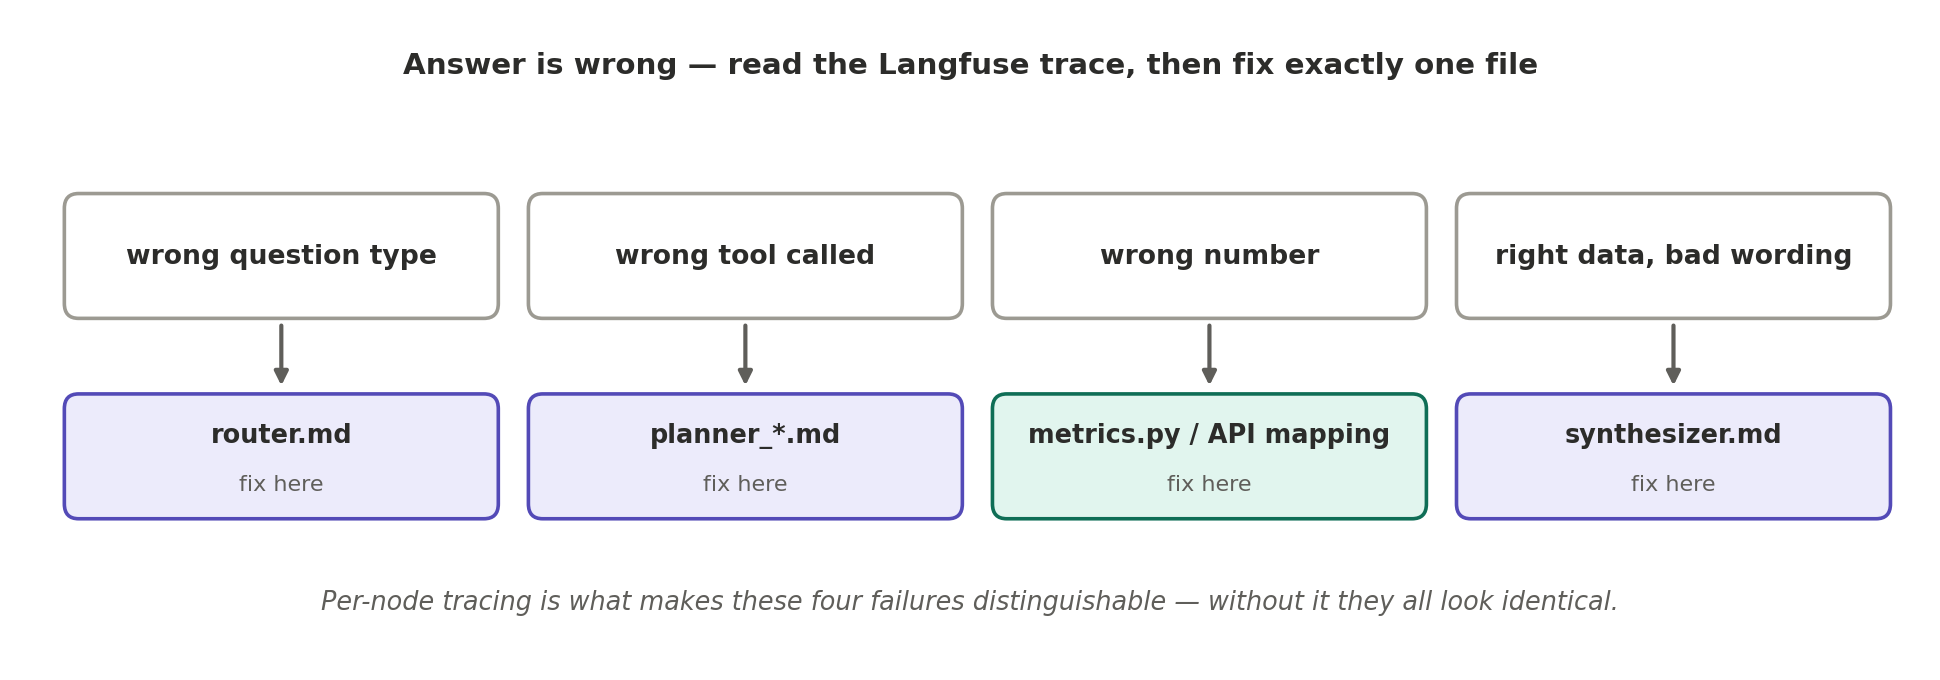 Answer is wrong — read the Langfuse trace, then fix exactly one file
wrong question type
wrong tool called
wrong number
right data, bad wording
router.md
fix here
planner_*.md
fix here
metrics.py / API mapping
fix here
synthesizer.md
fix here
Per-node tracing is what makes these four failures distinguishable — without it they all look identical.